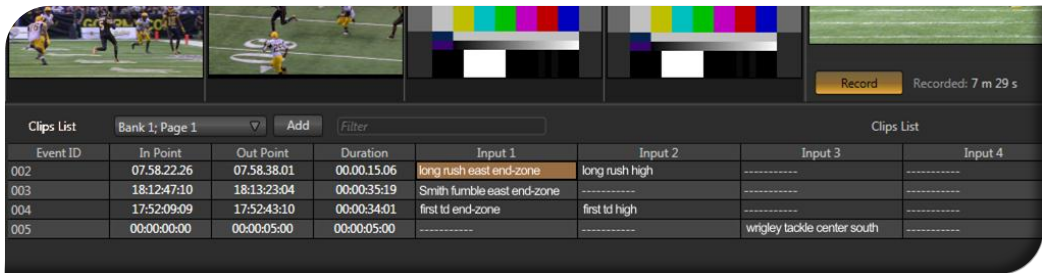 Record Recorded: 7 m 29 s
Clips List Bank 1; Page 1 Add Filter Clips List
Event ID In Point Out Point Duration Input 1 Input 2 Input 3 Input 4
002 07.58.22.26 07.58.38.01 00.00.15.06 long rush east end-zone long rush high ----------- -----------
003 18:12:47:10 18:13:23:04 00:00:35:19 Smith fumble east end-zone ----------- ----------- -----------
004 17:52:09:09 17:52:43:10 00:00:34:01 first td end-zone first td high ----------- -----------
005 00:00:00:00 00:00:05:00 00:00:05:00 ----------- ----------- wrigley tackle center south -----------